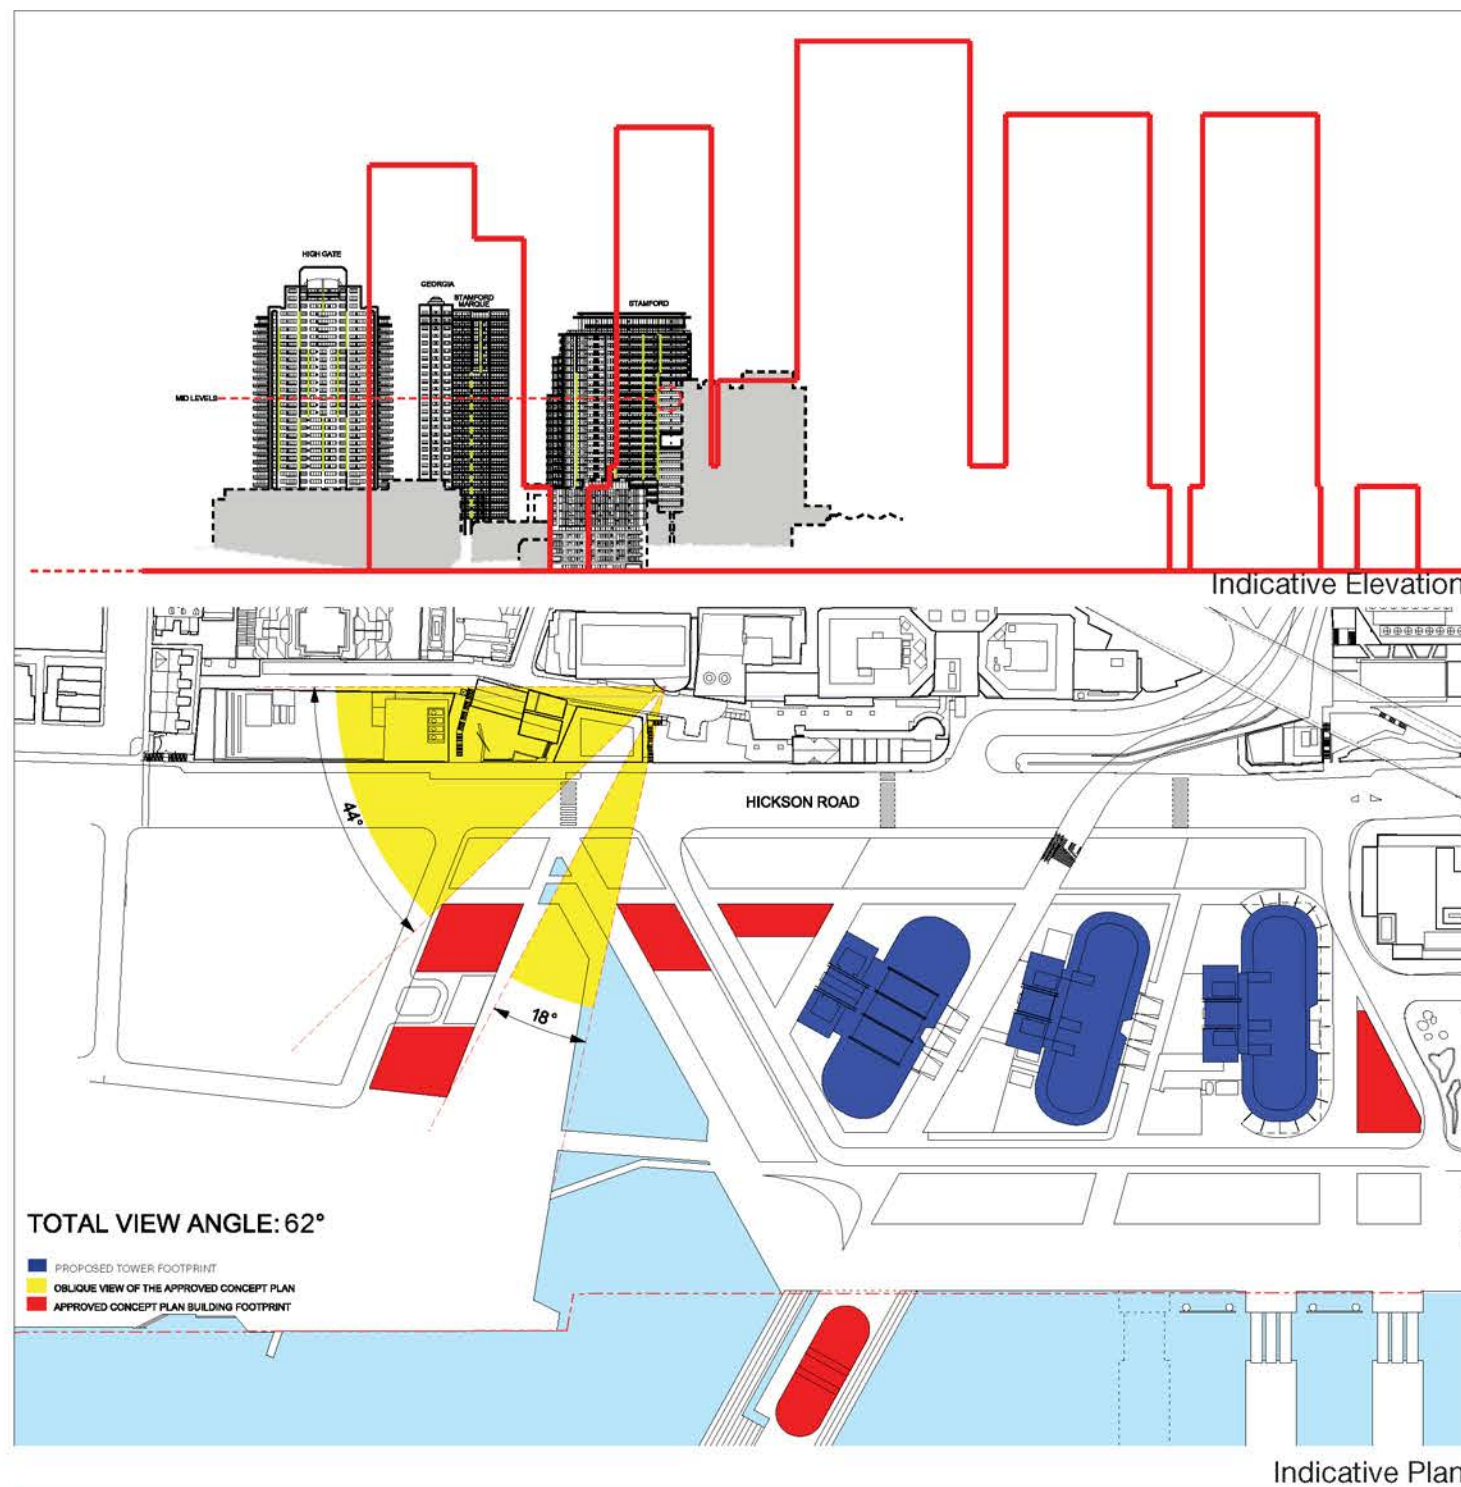 HIGH GATE
GEORGIA
STAMFORD
MARQUE
STAMFORD
MID LEVELS
Indicative Elevation
44°
HICKSON ROAD
18°
TOTAL VIEW ANGLE: 62°
PROPOSED TOWER FOOTPRINT
OBLIQUE VIEW OF THE APPROVED CONCEPT PLAN
APPROVED CONCEPT PLAN BUILDING FOOTPRINT
Indicative Plan